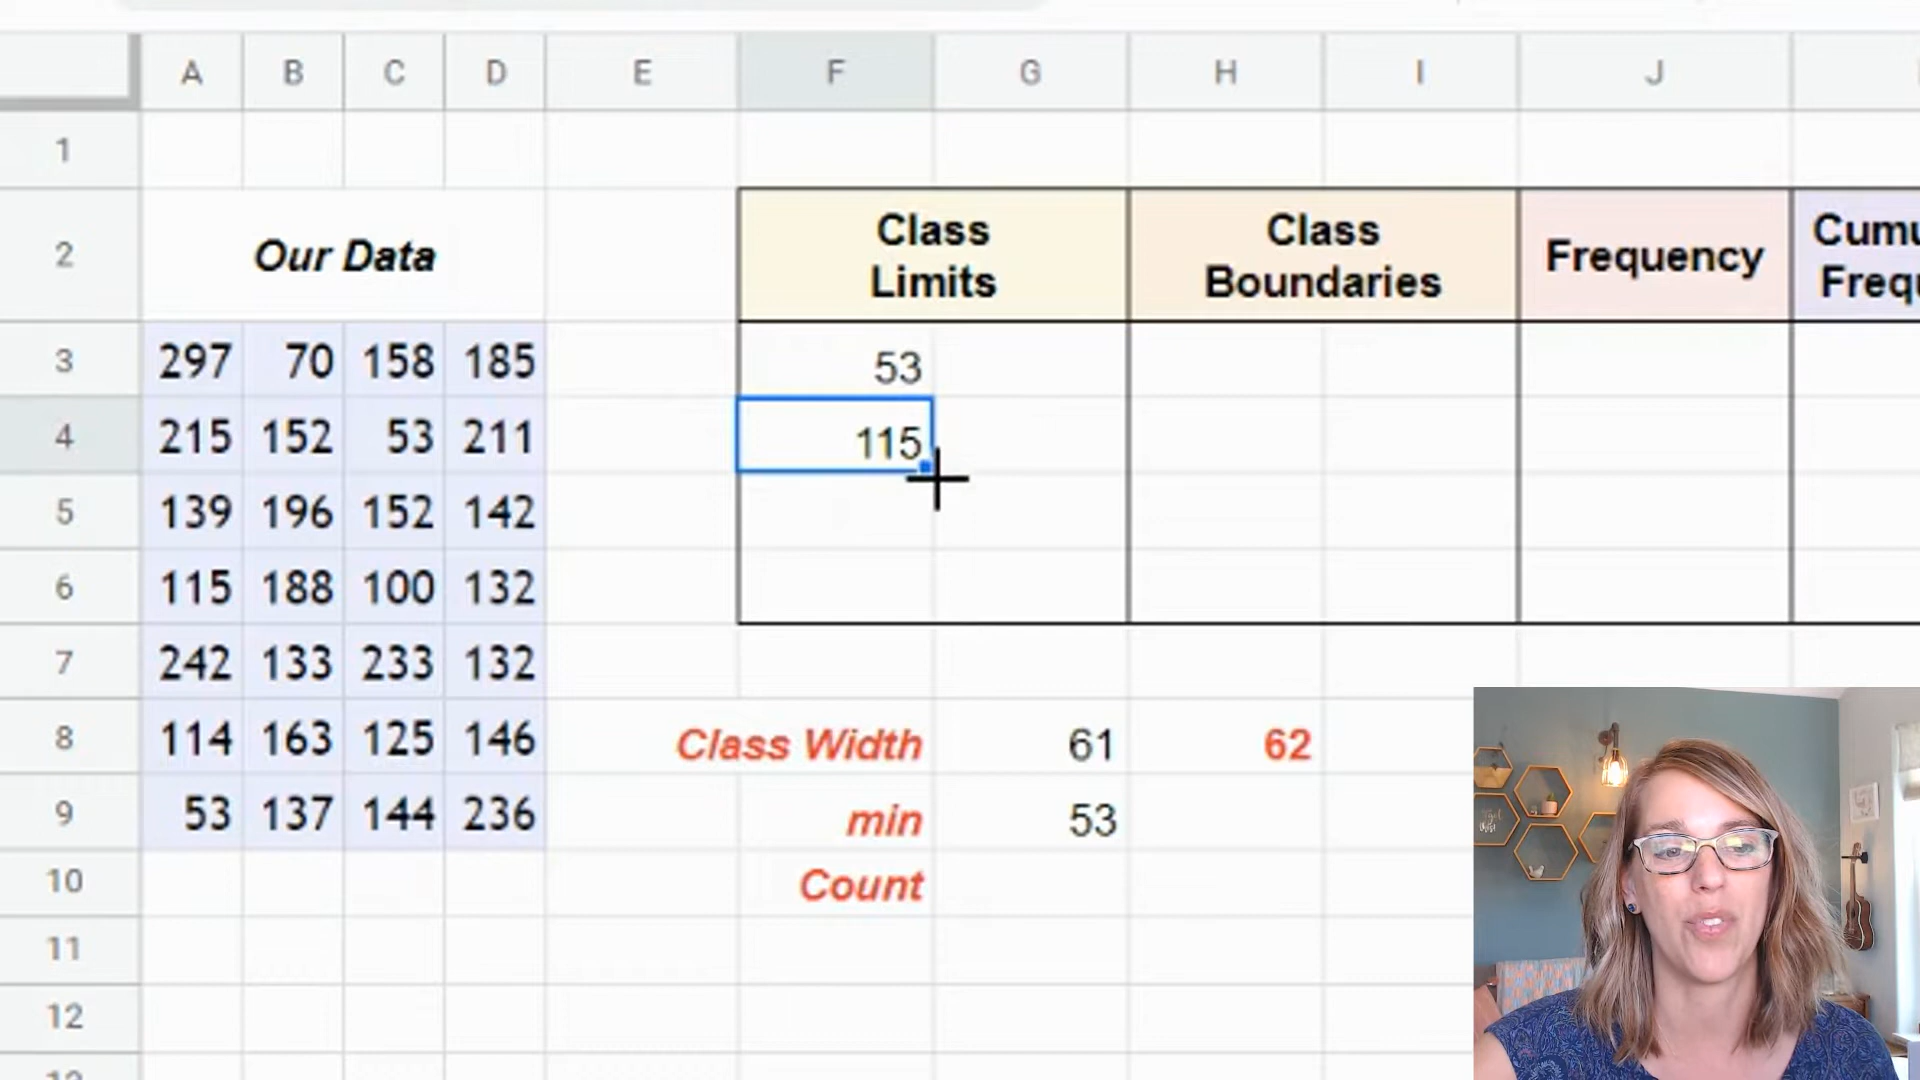 A B C D E F G H I J
1
2 Our Data Class Limits Class Boundaries Frequency
3 297 70 158 185 53
4 215 152 53 211 115
5 139 196 152 142
6 115 188 100 132
7 242 133 233 132
8 114 163 125 146 Class Width 61 62
9 53 137 144 236 min 53
10 Count
11
12